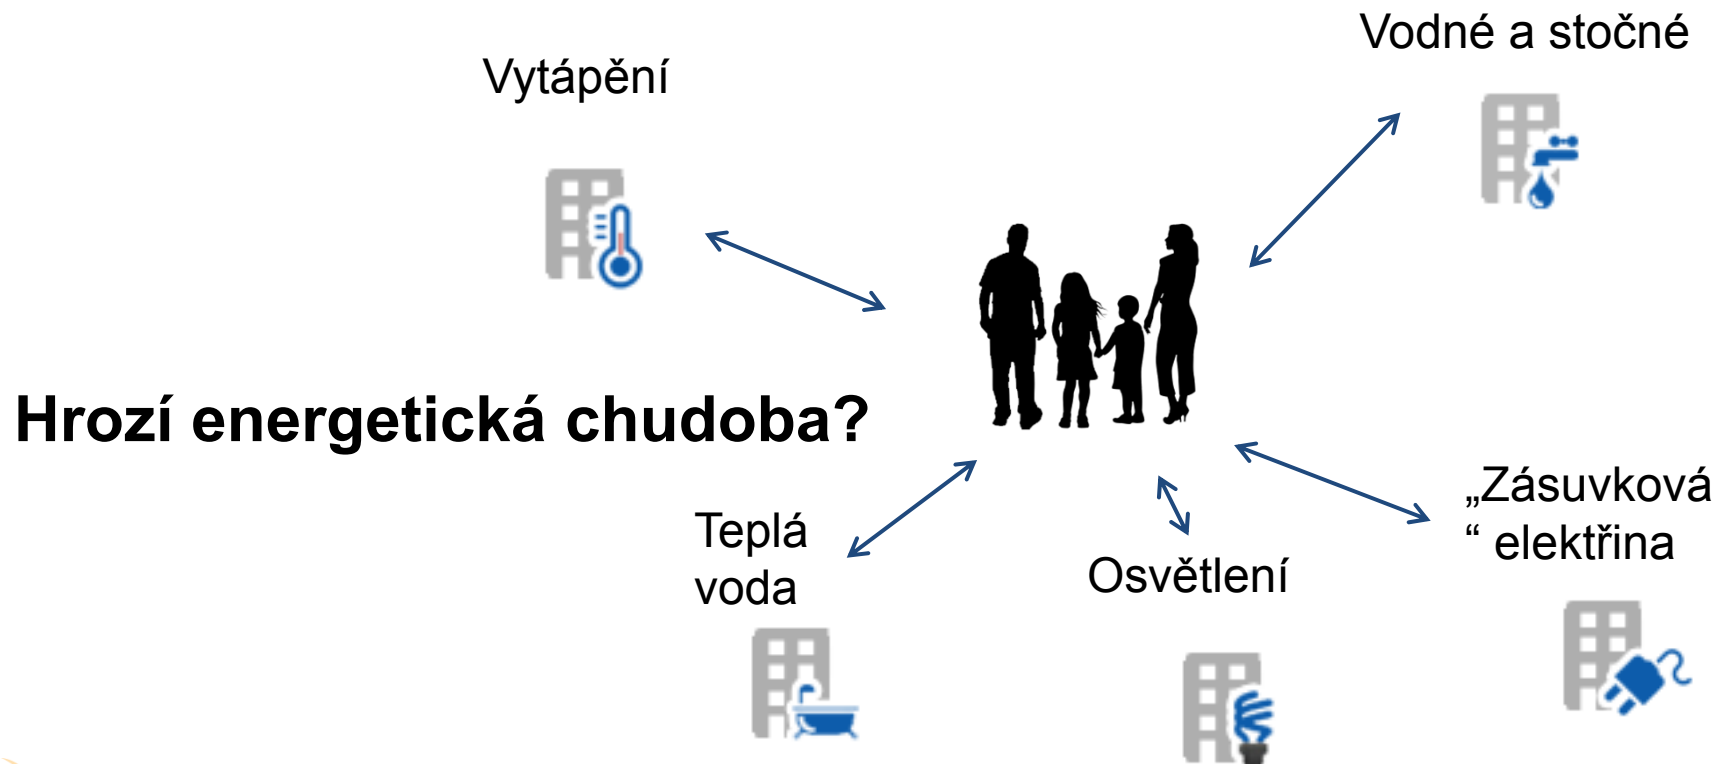 Vodné a stočné
Vytápění
Hrozí energetická chudoba?
„Zásuvková
“ elektřina
Teplá
voda
Osvětlení